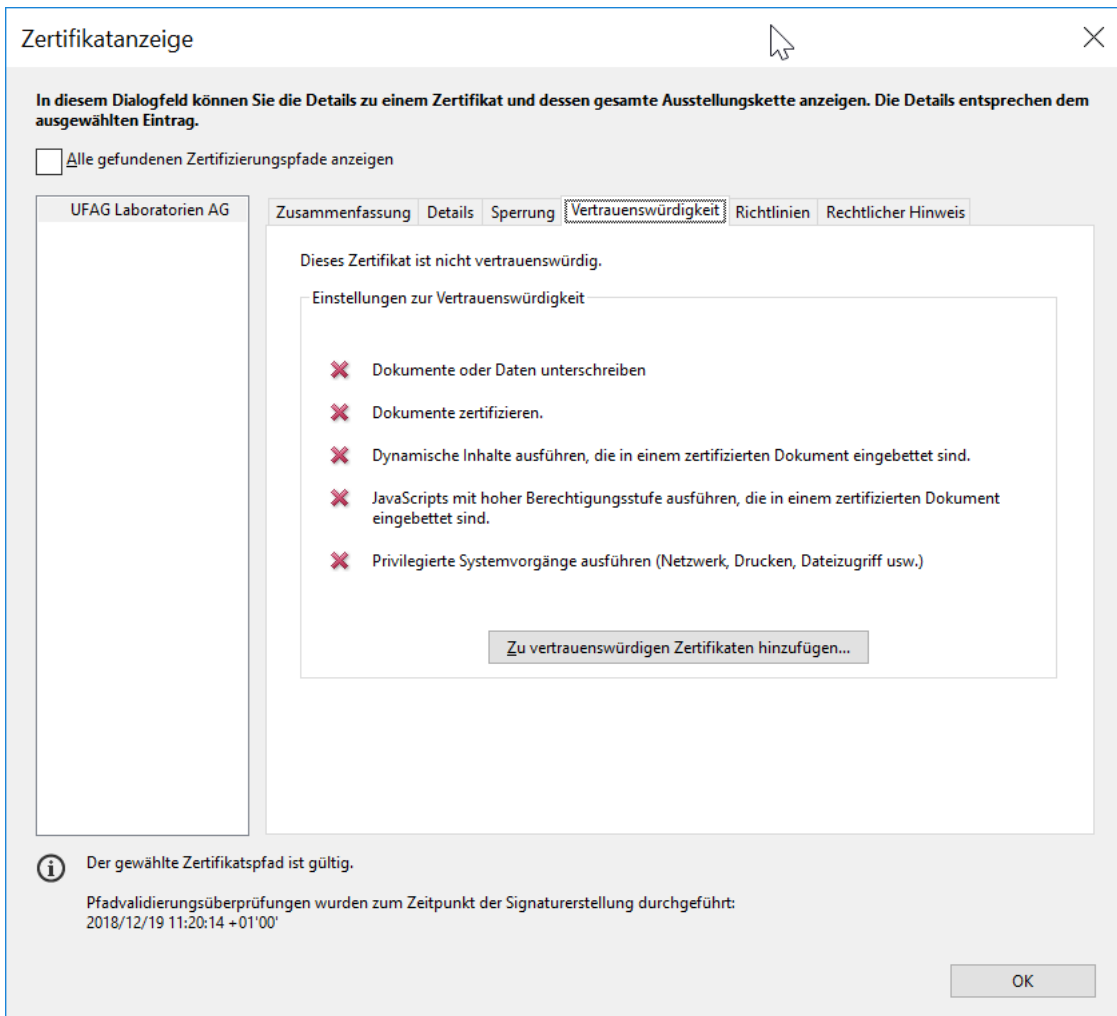 Zertifikatanzeige
In diesem Dialogfeld können Sie die Details zu einem Zertifikat und dessen gesamte Ausstellungskette anzeigen. Die Details entsprechen dem
ausgewählten Eintrag.
Alle gefundenen Zertifizierungspfade anzeigen
UFAG Laboratorien AG
Zusammenfassung Details Sperrung Vertrauenswürdigkeit Richtlinien Rechtlicher Hinweis
Dieses Zertifikat ist nicht vertrauenswürdig.
Einstellungen zur Vertrauenswürdigkeit
Dokumente oder Daten unterschreiben
Dokumente zertifizieren.
Dynamische Inhalte ausführen, die in einem zertifizierten Dokument eingebettet sind.
JavaScripts mit hoher Berechtigungsstufe ausführen, die in einem zertifizierten Dokument
eingebettet sind.
Privilegierte Systemvorgänge ausführen (Netzwerk, Drucken, Dateizugriff usw.)
Zu vertrauenswürdigen Zertifikaten hinzufügen...
Der gewählte Zertifikatspfad ist gültig.
Pfadvalidierungsüberprüfungen wurden zum Zeitpunkt der Signaturerstellung durchgeführt:
2018/12/19 11:20:14 +01'00'
OK